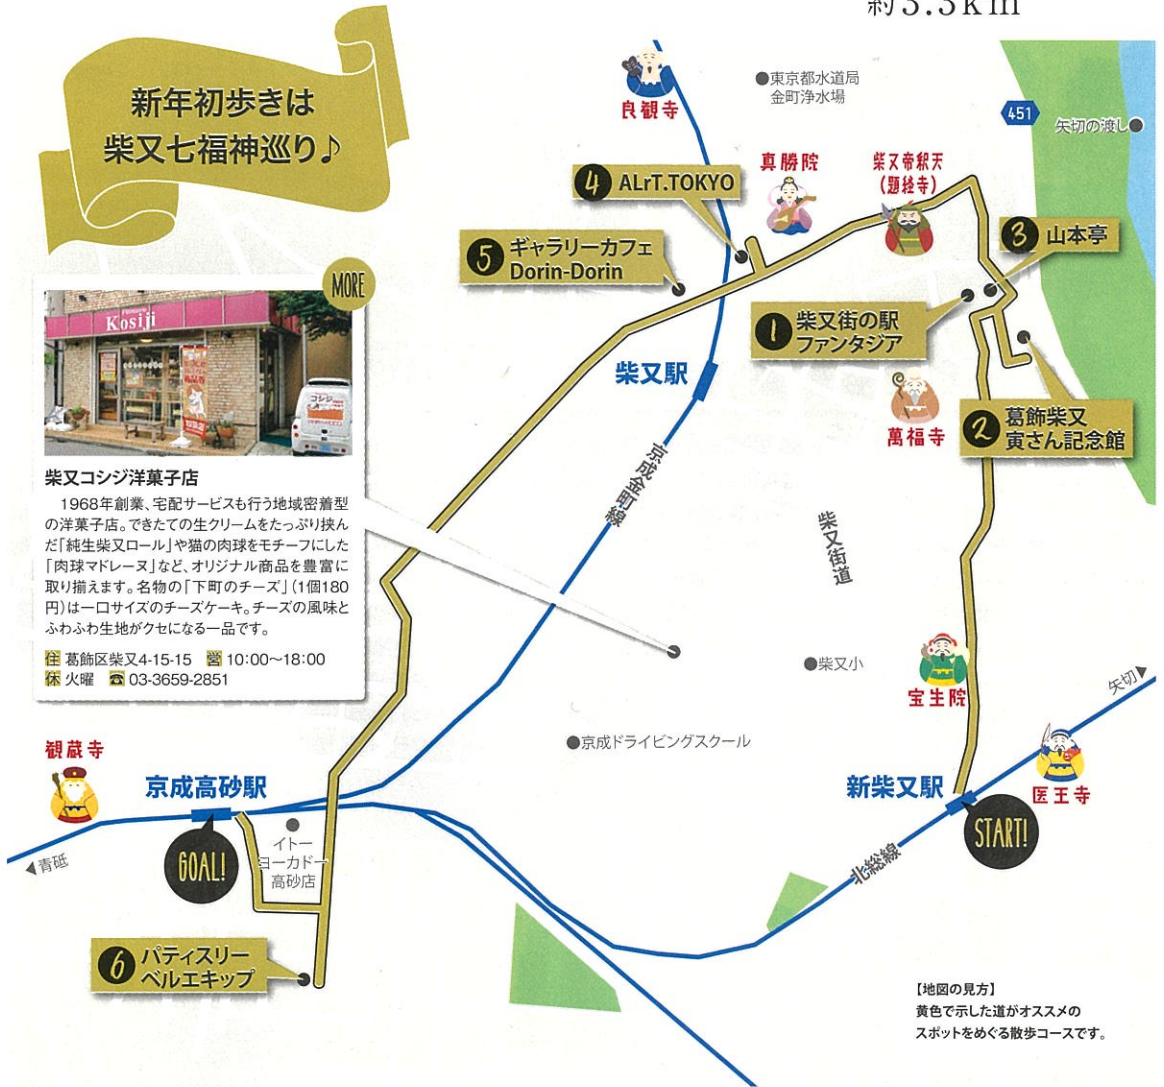 約3.3km
新年初歩きは
柴又七福神巡り♪
良観寺
●東京都水道局
金町浄水場
451
矢切の渡し●
真勝院
柴又帝釈天
(題経寺)
4 ALrT.TOKYO
3 山本亭
5 ギャラリーカフェ
Dorin-Dorin
1 柴又街の駅
ファンタジア
柴又駅
萬福寺
2 葛飾柴又
寅さん記念館
京成金町線
柴又街道
MORE
Kosiji
コシジ
柴又コシジ洋菓子店
1968年創業、宅配サービスも行う地域密着型
の洋菓子店。できたての生クリームをたっぷり挟ん
だ「純生柴又ロール」や猫の肉球をモチーフにした
「肉球マドレーヌ」など、オリジナル商品を豊富に
取り揃えます。名物の「下町のチーズ」(1個180
円)は一口サイズのチーズケーキ。チーズの風味と
ふわふわ生地がクセになる一品です。
住 葛飾区柴又4-15-15 営 10:00〜18:00
休 火曜 ☎ 03-3659-2851
●柴又小
宝生院
矢切▶
●京成ドライビングスクール
観蔵寺
京成高砂駅
新柴又駅
医王寺
START!
GOAL!
◀青砥
イトー
ヨーカドー
高砂店
北総線
6 パティスリー
ベルエキップ
【地図の見方】
黄色で示した道がオススメの
スポットをめぐる散歩コースです。